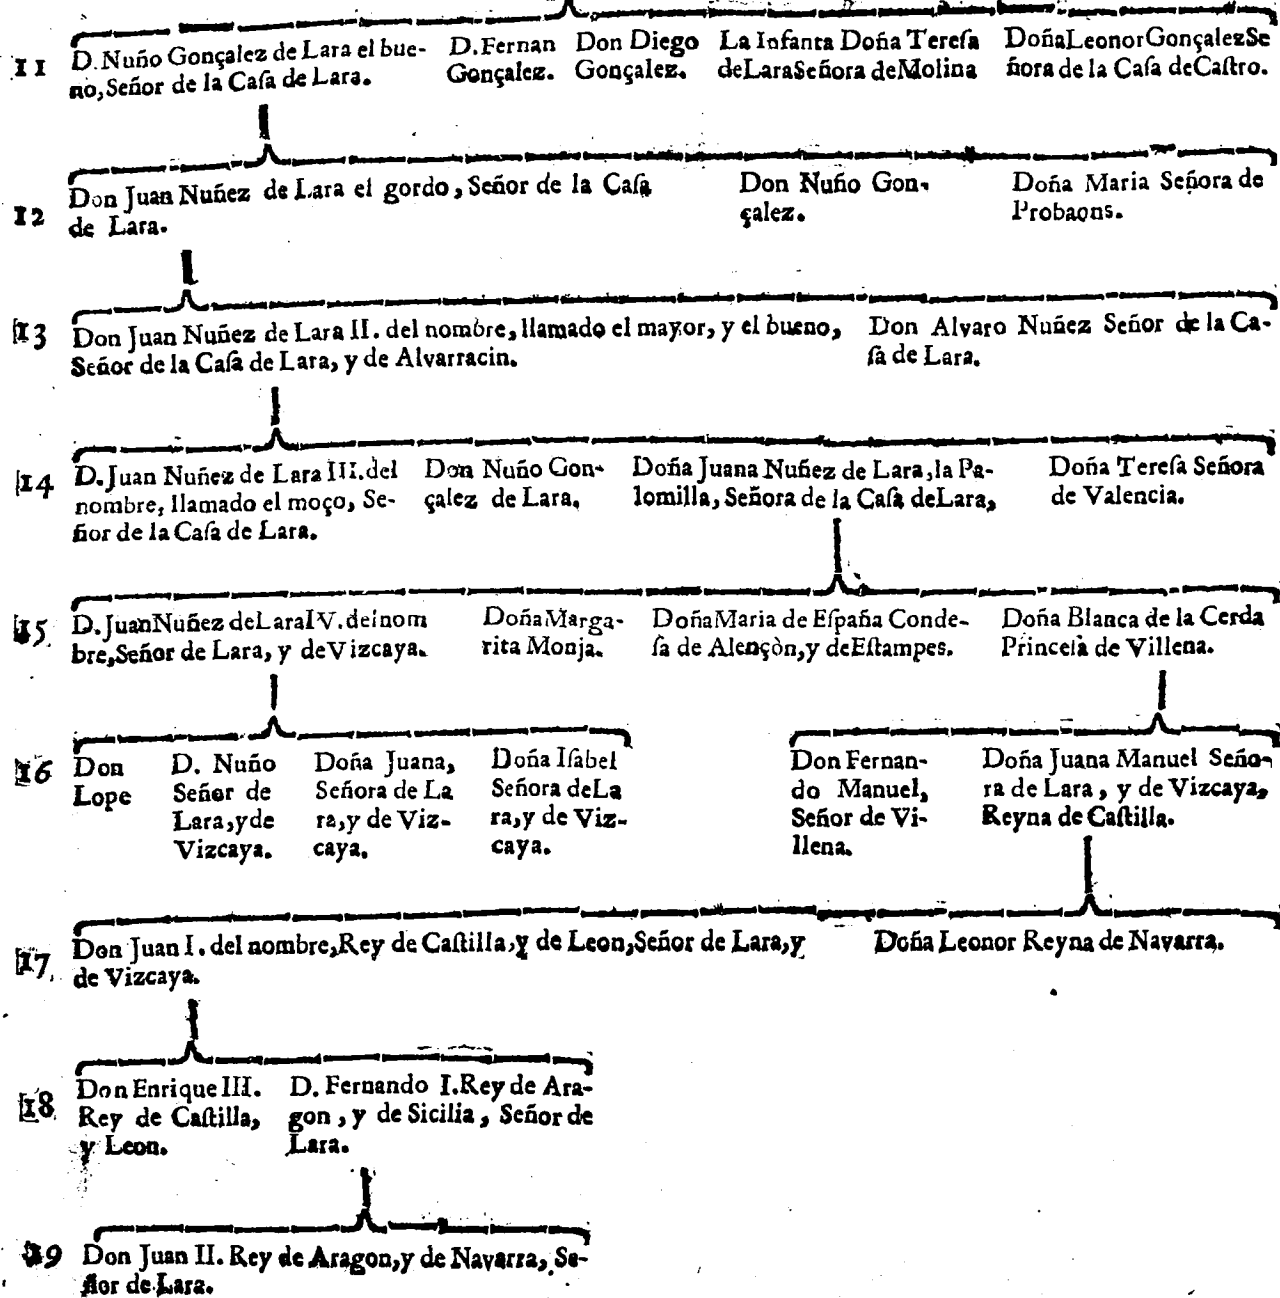 11 D. Nuño Gonçalez de Lara el bue-
no, Señor de la Caſa de Lara.
D. Fernan
Gonçalez.
Don Diego
Gonçalez.
La Infanta Doña Tereſa
deLaraSeñora deMolina
DoñaLeonorGonçalezSe
ñora de la Caſa deCaſtro.
12 Don Juan Nuñez de Lara el gordo, Señor de la Caſa
de Lara.
Don Nuño Gon-
çalez.
Doña Maria Señora de
Probaons.
13 Don Juan Nuñez de Lara II. del nombre, llamado el mayor, y el bueno,
Señor de la Caſa de Lara, y de Alvarracin.
Don Alvaro Nuñez Señor de la Ca-
ſa de Lara.
14 D. Juan Nuñez de Lara III. del
nombre, llamado el moço, Se-
ñor de la Caſa de Lara.
Don Nuño Gon-
çalez de Lara.
Doña Juana Nuñez de Lara, la Pa-
lomilla, Señora de la Caſa deLara,
Doña Tereſa Señora
de Valencia.
15 D. JuanNuñez deLaraIV. delnom
bre,Señor de Lara, y deVizcaya.
DoñaMarga-
rita Monja.
DoñaMaria de Eſpaña Conde-
ſa de Alençòn,y deEſtampes.
Doña Blanca de la Cerda
Princeſa de Villena.
16 Don
Lope
D. Nuño
Señor de
Lara,yde
Vizcaya.
Doña Juana,
Señora de La
ra,y de Viz-
caya.
Doña Iſabel
Señora deLa
ra,y de Viz-
caya.
Don Fernan-
do Manuel,
Señor de Vi-
llena.
Doña Juana Manuel Seño-
ra de Lara, y de Vizcaya,
Reyna de Caſtilla.
17 Don Juan I. del nombre,Rey de Caſtilla,y de Leon,Señor de Lara,y
de Vizcaya.
Doña Leonor Reyna de Navarra.
18 Don Enrique III.
Rey de Caſtilla,
y Leon.
D. Fernando I.Rey de Ara-
gon, y de Sicilia, Señor de
Lara.
19 Don Juan II. Rey de Aragon,y de Navarra, Se-
ñor de Lara.